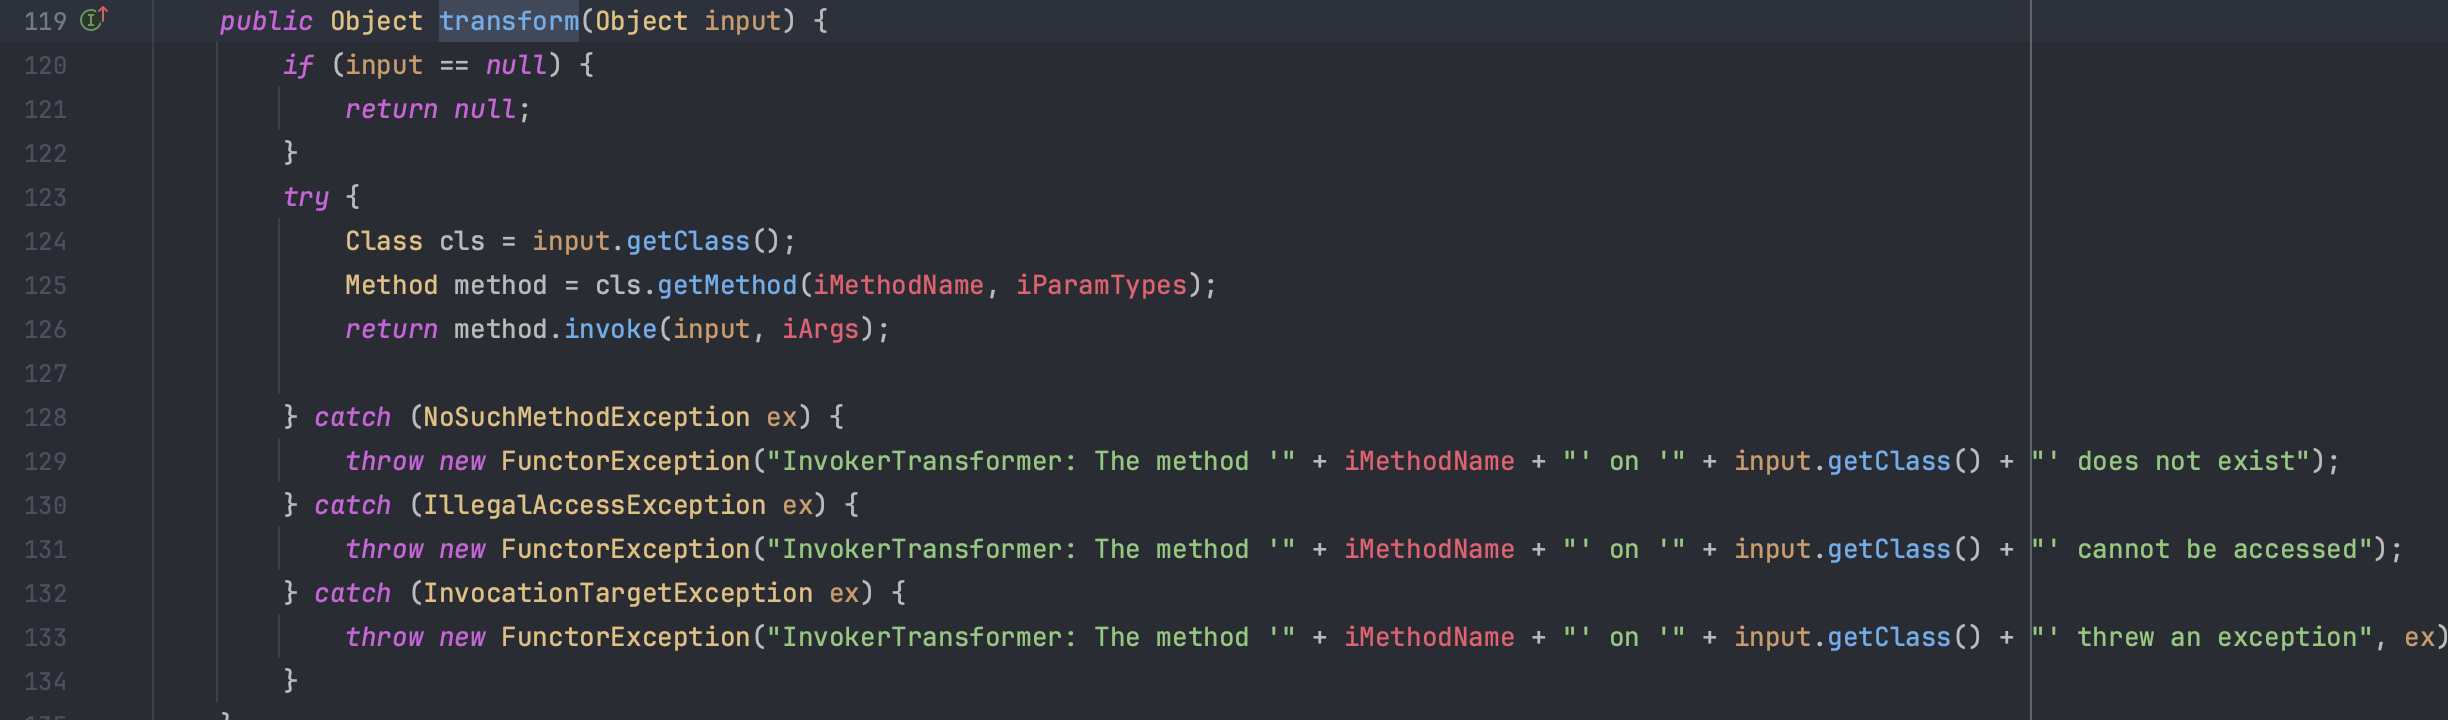 119 public Object transform(Object input) {
120 if (input == null) {
121 return null;
122 }
123 try {
124 Class cls = input.getClass();
125 Method method = cls.getMethod(iMethodName, iParamTypes);
126 return method.invoke(input, iArgs);
127
128 } catch (NoSuchMethodException ex) {
129 throw new FunctorException("InvokerTransformer: The method '" + iMethodName + "' on '" + input.getClass() + "' does not exist");
130 } catch (IllegalAccessException ex) {
131 throw new FunctorException("InvokerTransformer: The method '" + iMethodName + "' on '" + input.getClass() + "' cannot be accessed");
132 } catch (InvocationTargetException ex) {
133 throw new FunctorException("InvokerTransformer: The method '" + iMethodName + "' on '" + input.getClass() + "' threw an exception", ex)
134 }